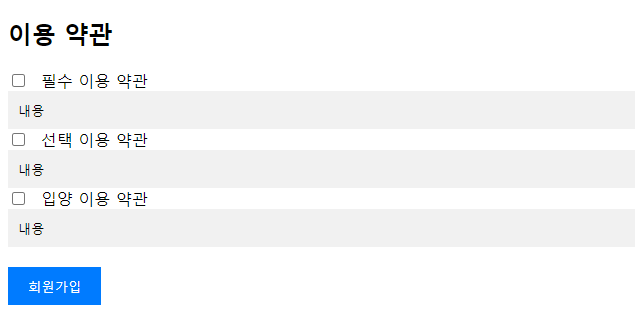 이용 약관
필수 이용 약관
내용
선택 이용 약관
내용
입양 이용 약관
내용
회원가입